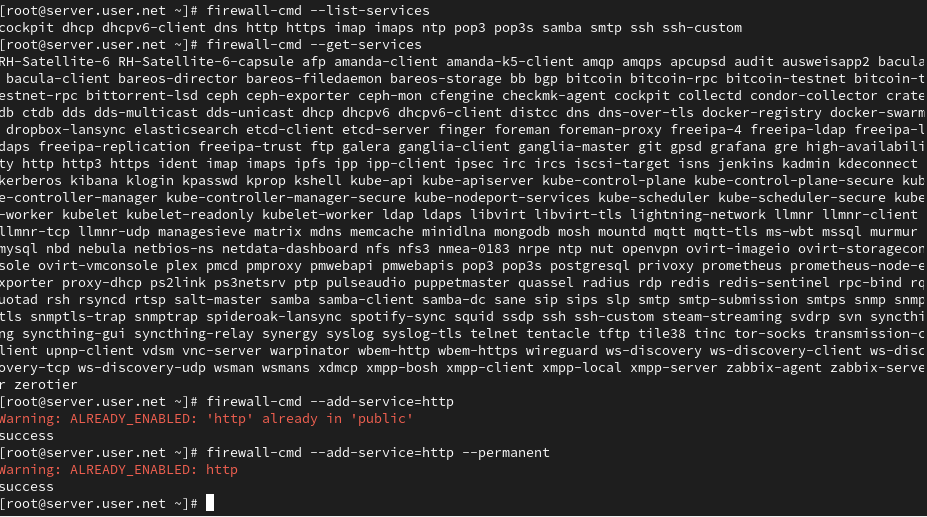 [root@server.user.net ~]# firewall-cmd --list-services
cockpit dhcp dhcpv6-client dns http https imap imaps ntp pop3 pop3s samba smtp ssh ssh-custom
[root@server.user.net ~]# firewall-cmd --get-services
RH-Satellite-6 RH-Satellite-6-capsule afp amanda-client amanda-k5-client amqp amqps apcupsd audit ausweisapp2 bacula
 bacula-client bareos-director bareos-filedaemon bareos-storage bb bgp bitcoin bitcoin-rpc bitcoin-testnet bitcoin-t
estnet-rpc bittorrent-lsd ceph ceph-exporter ceph-mon cfengine checkmk-agent cockpit collectd condor-collector crate
db ctdb dds dds-multicast dds-unicast dhcp dhcpv6 dhcpv6-client distcc dns dns-over-tls docker-registry docker-swarm
 dropbox-lansync elasticsearch etcd-client etcd-server finger foreman foreman-proxy freeipa-4 freeipa-ldap freeipa-l
daps freeipa-replication freeipa-trust ftp galera ganglia-client ganglia-master git gpsd grafana gre high-availabili
ty http http3 https ident imap imaps ipfs ipp ipp-client ipsec irc ircs iscsi-target isns jenkins kadmin kdeconnect
kerberos kibana klogin kpasswd kprop kshell kube-api kube-apiserver kube-control-plane kube-control-plane-secure kub
e-controller-manager kube-controller-manager-secure kube-nodeport-services kube-scheduler kube-scheduler-secure kube
-worker kubelet kubelet-readonly kubelet-worker ldap ldaps libvirt libvirt-tls lightning-network llmnr llmnr-client
llmnr-tcp llmnr-udp managesieve matrix mdns memcache minidlna mongodb mosh mountd mqtt mqtt-tls ms-wbt mssql murmur
mysql nbd nebula netbios-ns netdata-dashboard nfs nfs3 nmea-0183 nrpe ntp nut openvpn ovirt-imageio ovirt-storagecon
sole ovirt-vmconsole plex pmcd pmproxy pmwebapi pmwebapis pop3 pop3s postgresql privoxy prometheus prometheus-node-e
xporter proxy-dhcp ps2link ps3netsrv ptp pulseaudio puppetmaster quassel radius rdp redis redis-sentinel rpc-bind rq
uotad rsh rsyncd rtsp salt-master samba samba-client samba-dc sane sip sips slp smtp smtp-submission smtps snmp snmp
tls snmptls-trap snmptrap spideroak-lansync spotify-sync squid ssdp ssh ssh-custom steam-streaming svdrp svn syncthi
ng syncthing-gui syncthing-relay synergy syslog syslog-tls telnet tentacle tftp tile38 tinc tor-socks transmission-c
lient upnp-client vdsm vnc-server warpinator wbem-http wbem-https wireguard ws-discovery ws-discovery-client ws-disc
overy-tcp ws-discovery-udp wsman wsmans xdmcp xmpp-bosh xmpp-client xmpp-local xmpp-server zabbix-agent zabbix-serve
r zerotier
[root@server.user.net ~]# firewall-cmd --add-service=http
Warning: ALREADY_ENABLED: 'http' already in 'public'
success
[root@server.user.net ~]# firewall-cmd --add-service=http --permanent
Warning: ALREADY_ENABLED: http
success
[root@server.user.net ~]#